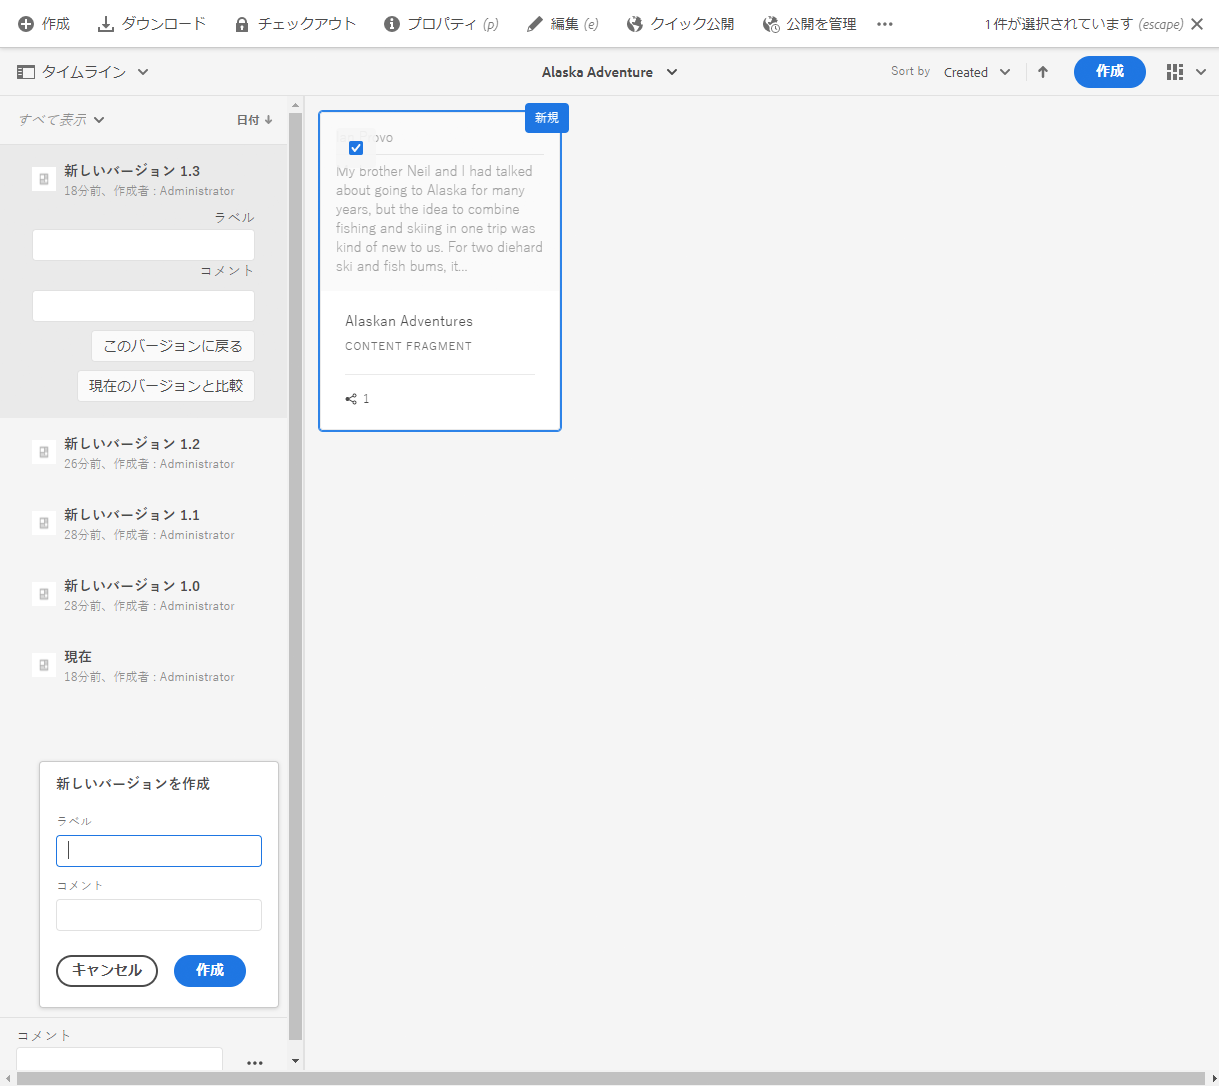 作成 ダウンロード チェックアウト プロパティ (p) 編集 (e) クイック公開 公開を管理 ••• 1件が選択されています (escape)
タイムライン Alaska Adventure Sort by Created 作成
すべて表示 日付
新しいバージョン 1.3
18分前、作成者 : Administrator
ラベル
コメント
このバージョンに戻る
現在のバージョンと比較
新しいバージョン 1.2
26分前、作成者 : Administrator
新しいバージョン 1.1
28分前、作成者 : Administrator
新しいバージョン 1.0
28分前、作成者 : Administrator
現在
18分前、作成者 : Administrator
新しいバージョンを作成
ラベル
コメント
キャンセル 作成
コメント
新規
My brother Neil and I had talked
about going to Alaska for many
years, but the idea to combine
fishing and skiing in one trip was
kind of new to us. For two diehard
ski and fish bums, it...
Alaskan Adventures
CONTENT FRAGMENT
1